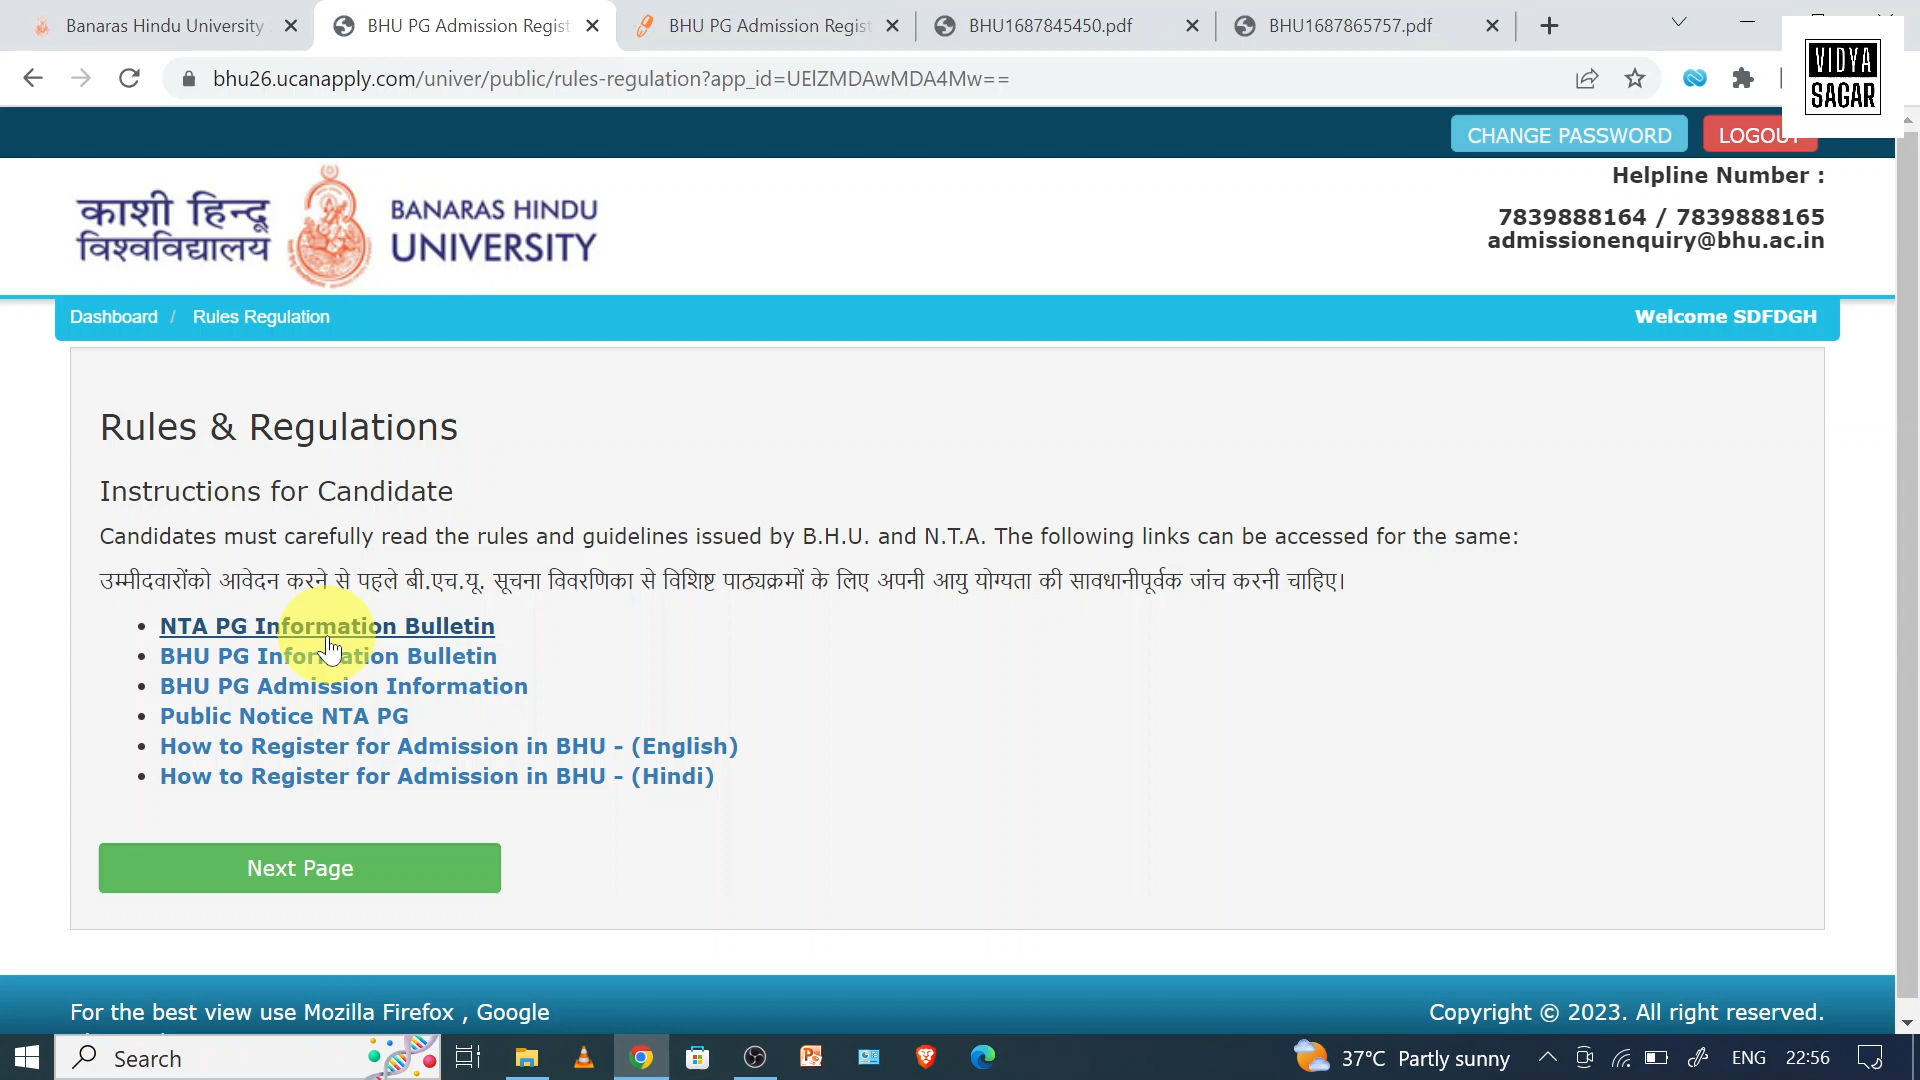 Banaras Hindu University
BHU PG Admission Regist
BHU PG Admission Regist
BHU1687845450.pdf
BHU1687865757.pdf
bhu26.ucanapply.com/univer/public/rules-regulation?app_id=UElZMDAwMDA4Mw==
VIDYA
SAGAR
CHANGE PASSWORD
LOGOUT
काशी हिन्दू
विश्वविद्यालय
BANARAS HINDU
UNIVERSITY
Helpline Number :
7839888164 / 7839888165
admissionenquiry@bhu.ac.in
Dashboard / Rules Regulation
Welcome SDFDGH
Rules & Regulations
Instructions for Candidate
Candidates must carefully read the rules and guidelines issued by B.H.U. and N.T.A. The following links can be accessed for the same:
उम्मीदवारोंको आवेदन करने से पहले बी.एच.यू. सूचना विवरणिका से विशिष्ट पाठ्यक्रमों के लिए अपनी आयु योग्यता की सावधानीपूर्वक जांच करनी चाहिए।
• NTA PG Information Bulletin
• BHU PG Information Bulletin
• BHU PG Admission Information
• Public Notice NTA PG
• How to Register for Admission in BHU - (English)
• How to Register for Admission in BHU - (Hindi)
Next Page
For the best view use Mozilla Firefox , Google
Copyright © 2023. All right reserved.
Search
37°C Partly sunny
ENG
22:56